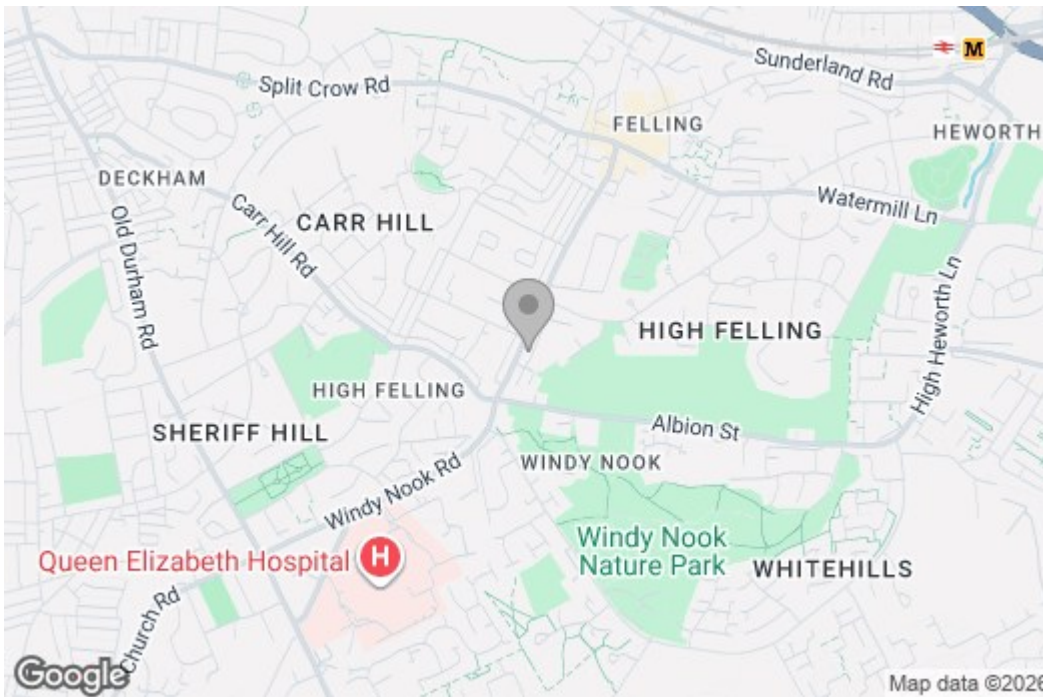 Sunderland Rd
M
Split Crow Rd
FELLING
HEWORTH
DECKHAM
Watermill Ln
CARR HILL
Carr Hill Rd
Old Durham Rd
High Heworth Ln
HIGH FELLING
HIGH FELLING
SHERIFF HILL
Albion St
WINDY NOOK
Windy Nook Rd
Windy Nook
Nature Park
Queen Elizabeth Hospital
H
WHITEHILLS
Church Rd
Google
Map data ©2026